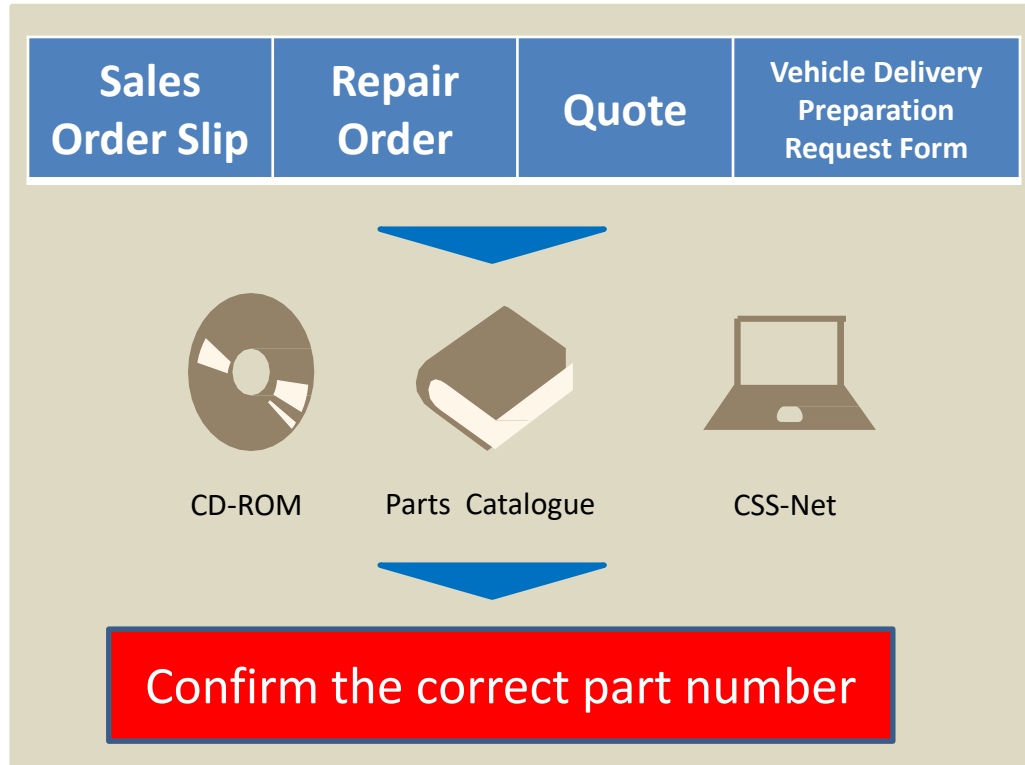 Sales
Order Slip
Repair
Order
Quote
Vehicle Delivery
Preparation
Request Form
CD-ROM
Parts Catalogue
CSS-Net
Confirm the correct part number